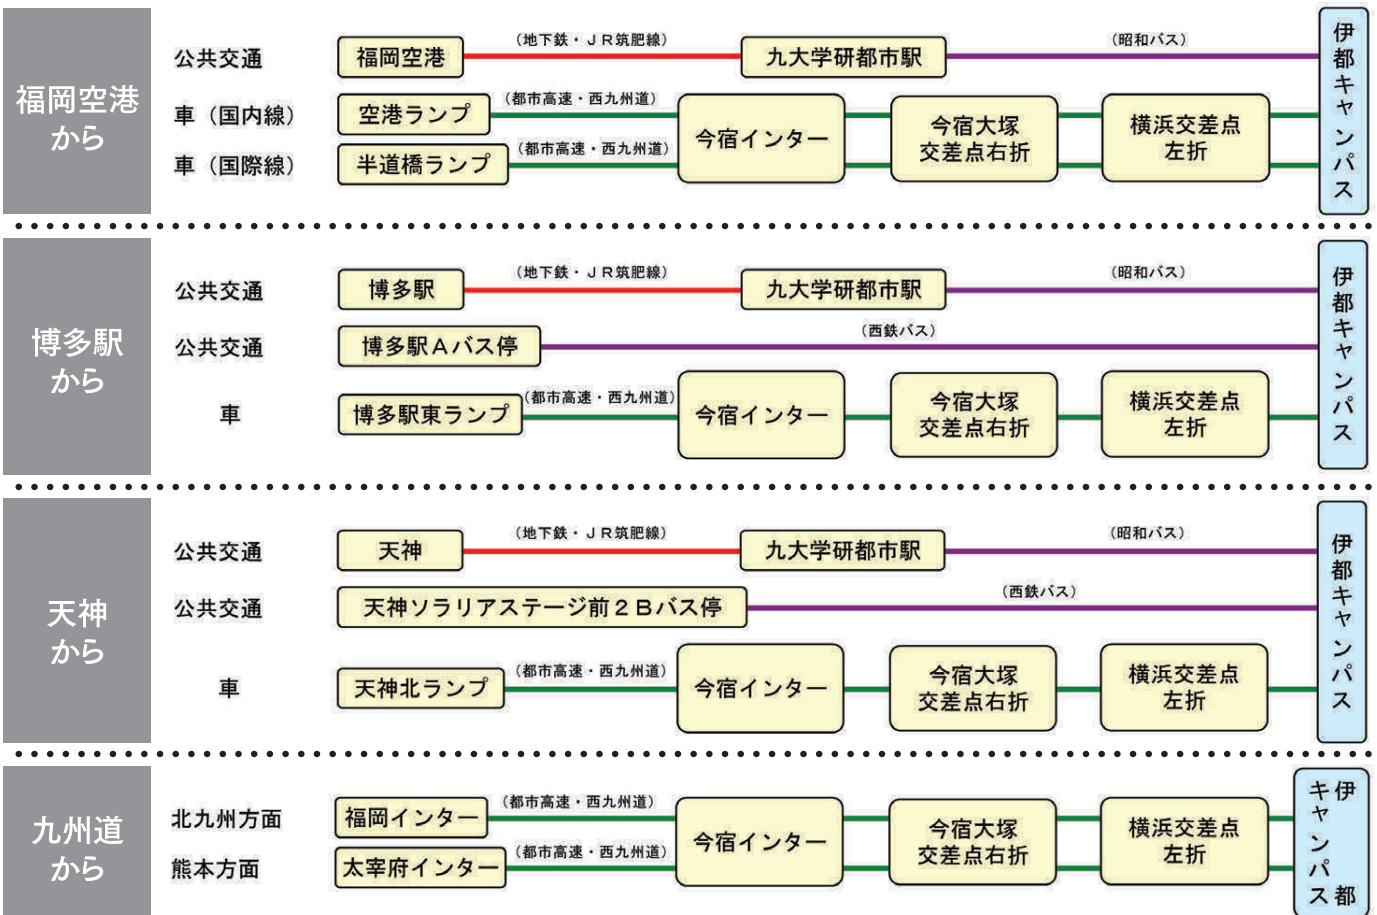 福岡空港
から
公共交通
福岡空港
(地下鉄・JR筑肥線)
九大学研都市駅
(昭和バス)
車(国内線)
空港ランプ
(都市高速・西九州道)
車(国際線)
半道橋ランプ
(都市高速・西九州道)
今宿インター
今宿大塚
交差点右折
横浜交差点
左折
伊都キャンパス
博多駅
から
公共交通
博多駅
(地下鉄・JR筑肥線)
九大学研都市駅
(昭和バス)
公共交通
博多駅Aバス停
(西鉄バス)
車
博多駅東ランプ
(都市高速・西九州道)
今宿インター
今宿大塚
交差点右折
横浜交差点
左折
伊都キャンパス
天神
から
公共交通
天神
(地下鉄・JR筑肥線)
九大学研都市駅
(昭和バス)
公共交通
天神ソラリアステージ前2Bバス停
(西鉄バス)
車
天神北ランプ
(都市高速・西九州道)
今宿インター
今宿大塚
交差点右折
横浜交差点
左折
伊都キャンパス
九州道
から
北九州方面
福岡インター
(都市高速・西九州道)
熊本方面
太宰府インター
(都市高速・西九州道)
今宿インター
今宿大塚
交差点右折
横浜交差点
左折
伊都
キャンパス